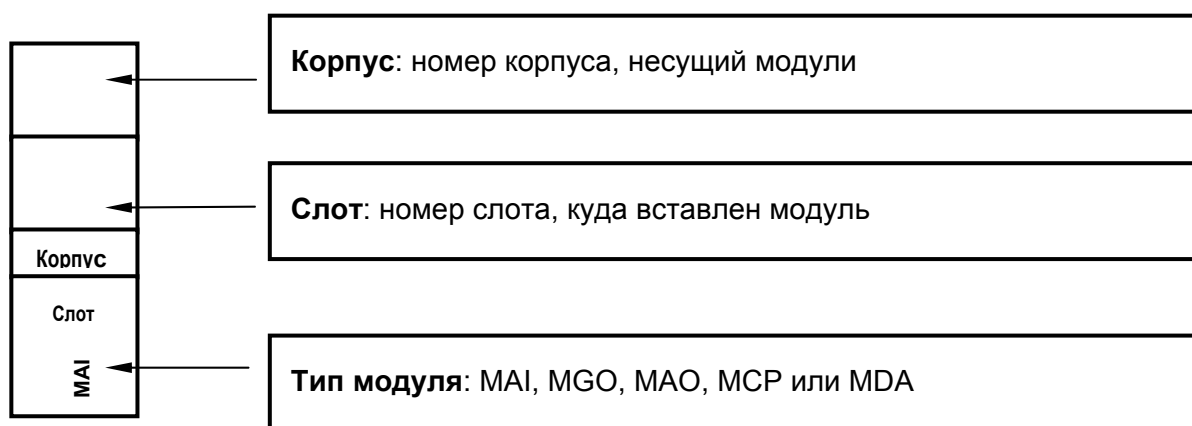 Корпус: номер корпуса, несущий модули
Слот: номер слота, куда вставлен модуль
Корпус
Слот
MAI
Тип модуля: MAI, MGO, MAO, MCP или MDA